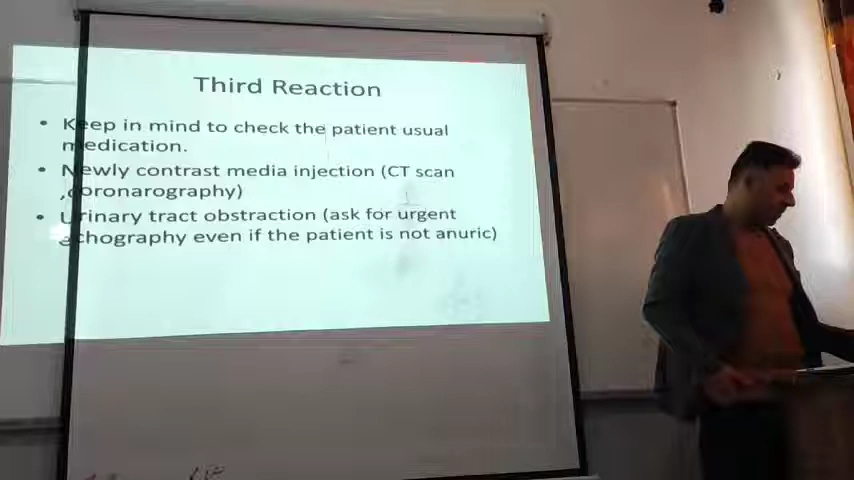 Third Reaction
• Keep in mind to check the patient usual
medication.
• Newly contrast media injection (CT scan
,coronarography)
• Urinary tract obstraction (ask for urgent
echography even if the patient is not anuric)